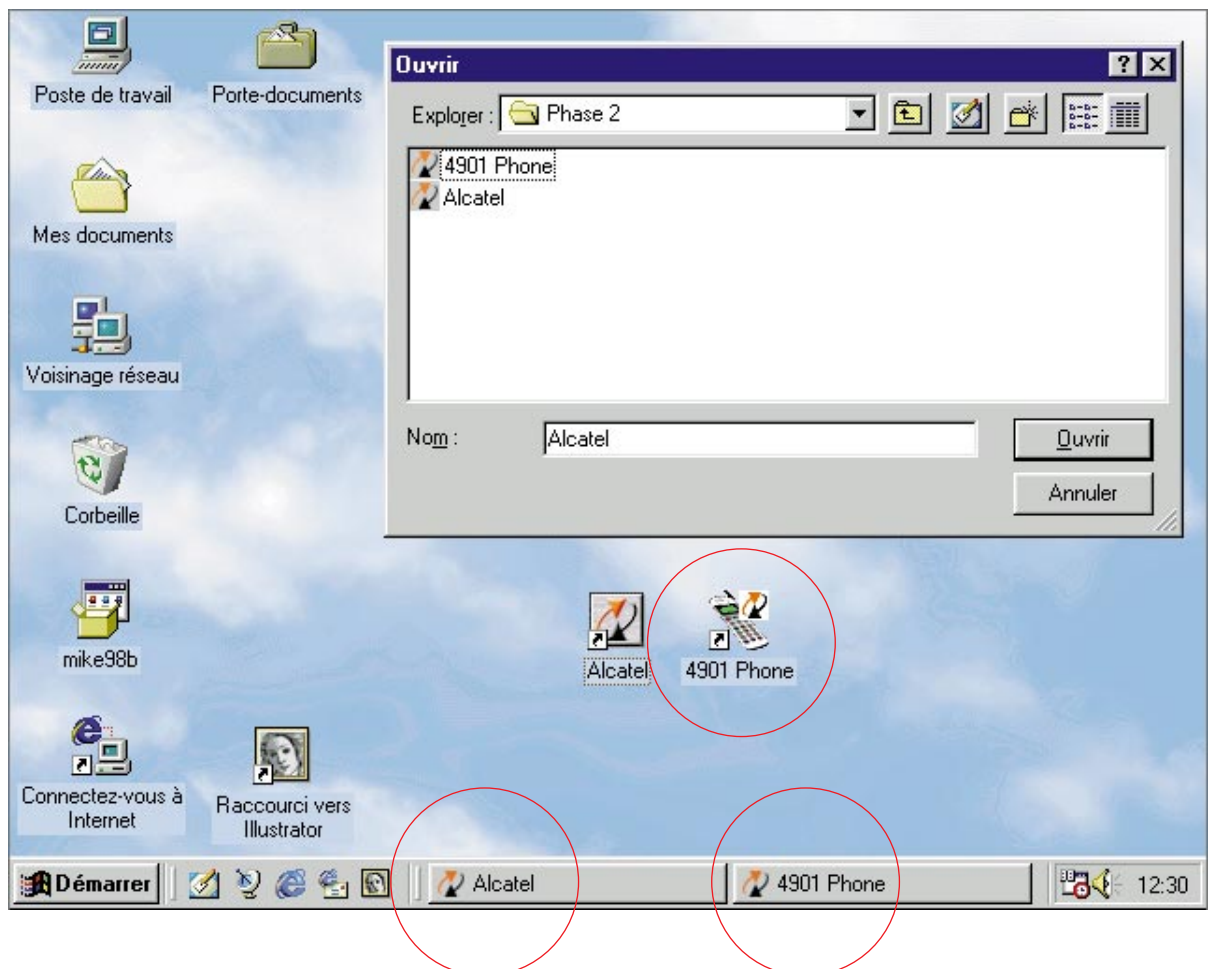 Poste de travail
Porte-documents
Mes documents
Voisinage réseau
Corbeille
mike98b
Connectez-vous à
Internet
Raccourci vers
Illustrator
Ouvrir
Explorer :
Phase 2
4901 Phone
Alcatel
Nom :
Alcatel
Ouvrir
Annuler
Alcatel
4901 Phone
Démarrer
Alcatel
4901 Phone
12:30